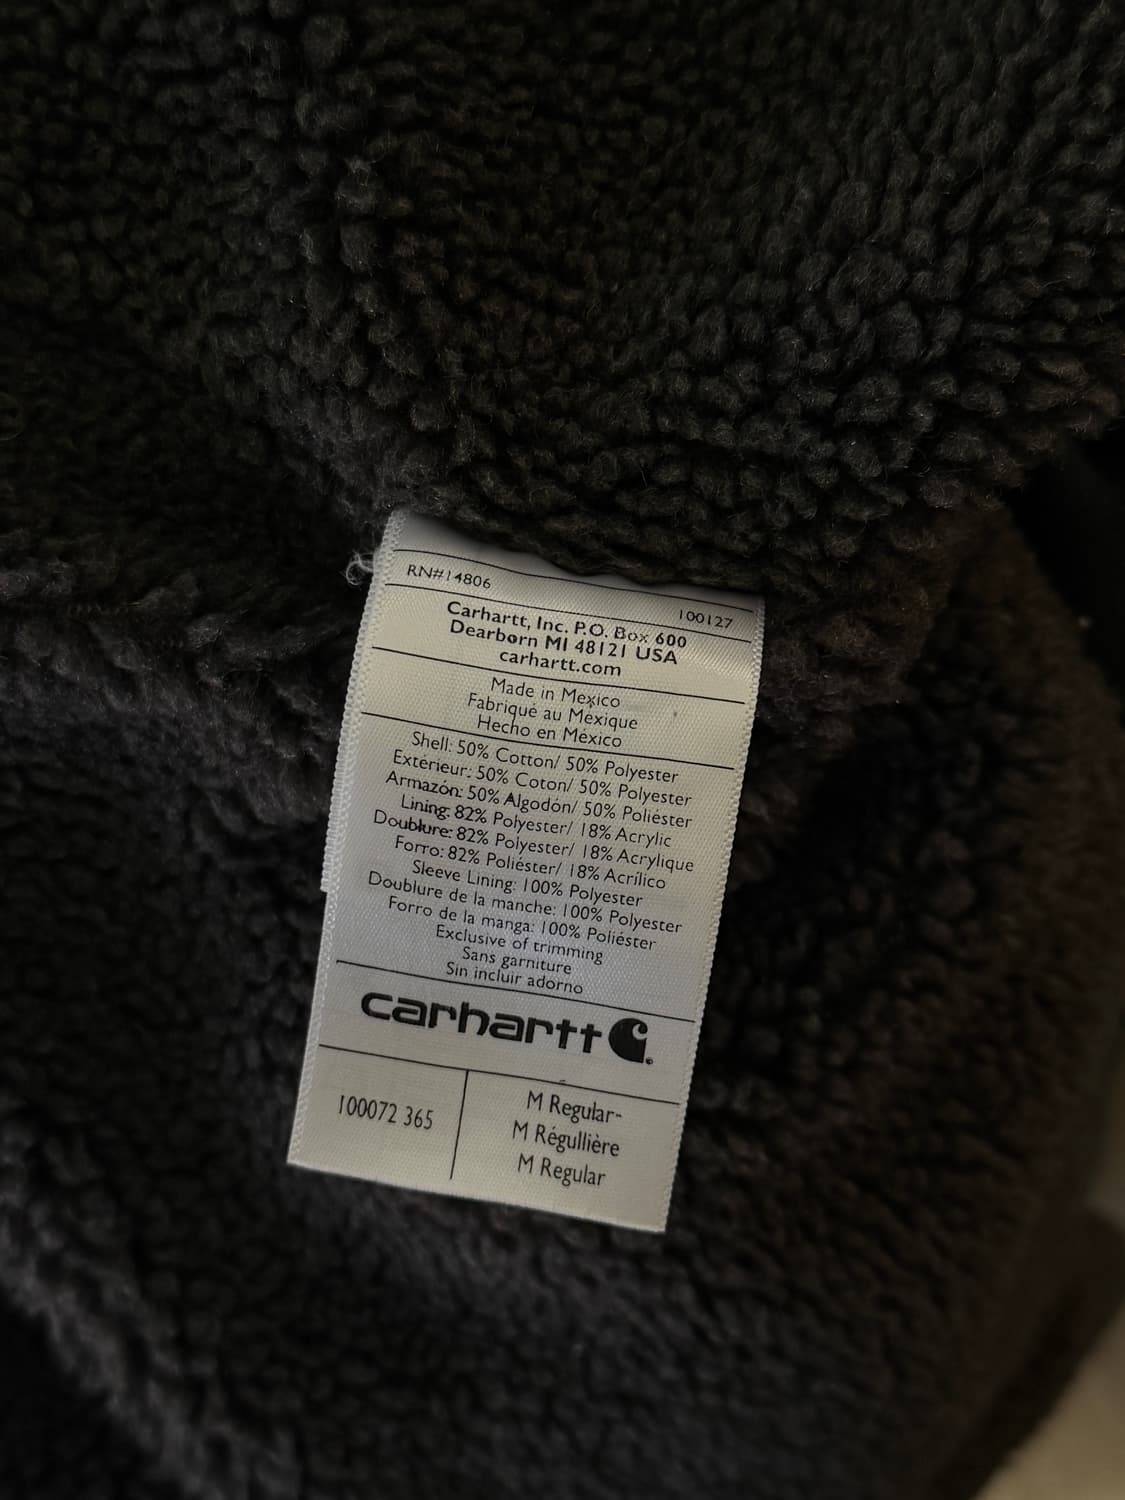 RN#14806 100127
Carhartt, Inc. P.O. Box 600
Dearborn MI 48121 USA
carhartt.com
Made in Mexico
Fabriqué au Mexique
Hecho en México
Shell: 50% Cotton/ 50% Polyester
Extérieur: 50% Coton/ 50% Polyester
Armazón: 50% Algodón/ 50% Poliéster
Lining: 82% Polyester/ 18% Acrylic
Doublure: 82% Polyester/ 18% Acrylique
Forro: 82% Poliéster/ 18% Acrílico
Sleeve Lining: 100% Polyester
Doublure de la manche: 100% Polyester
Forro de la manga: 100% Poliéster
Exclusive of trimming
Sans garniture
Sin incluir adorno
carhartt
100072 365
M Regular-
M Régullière
M Regular